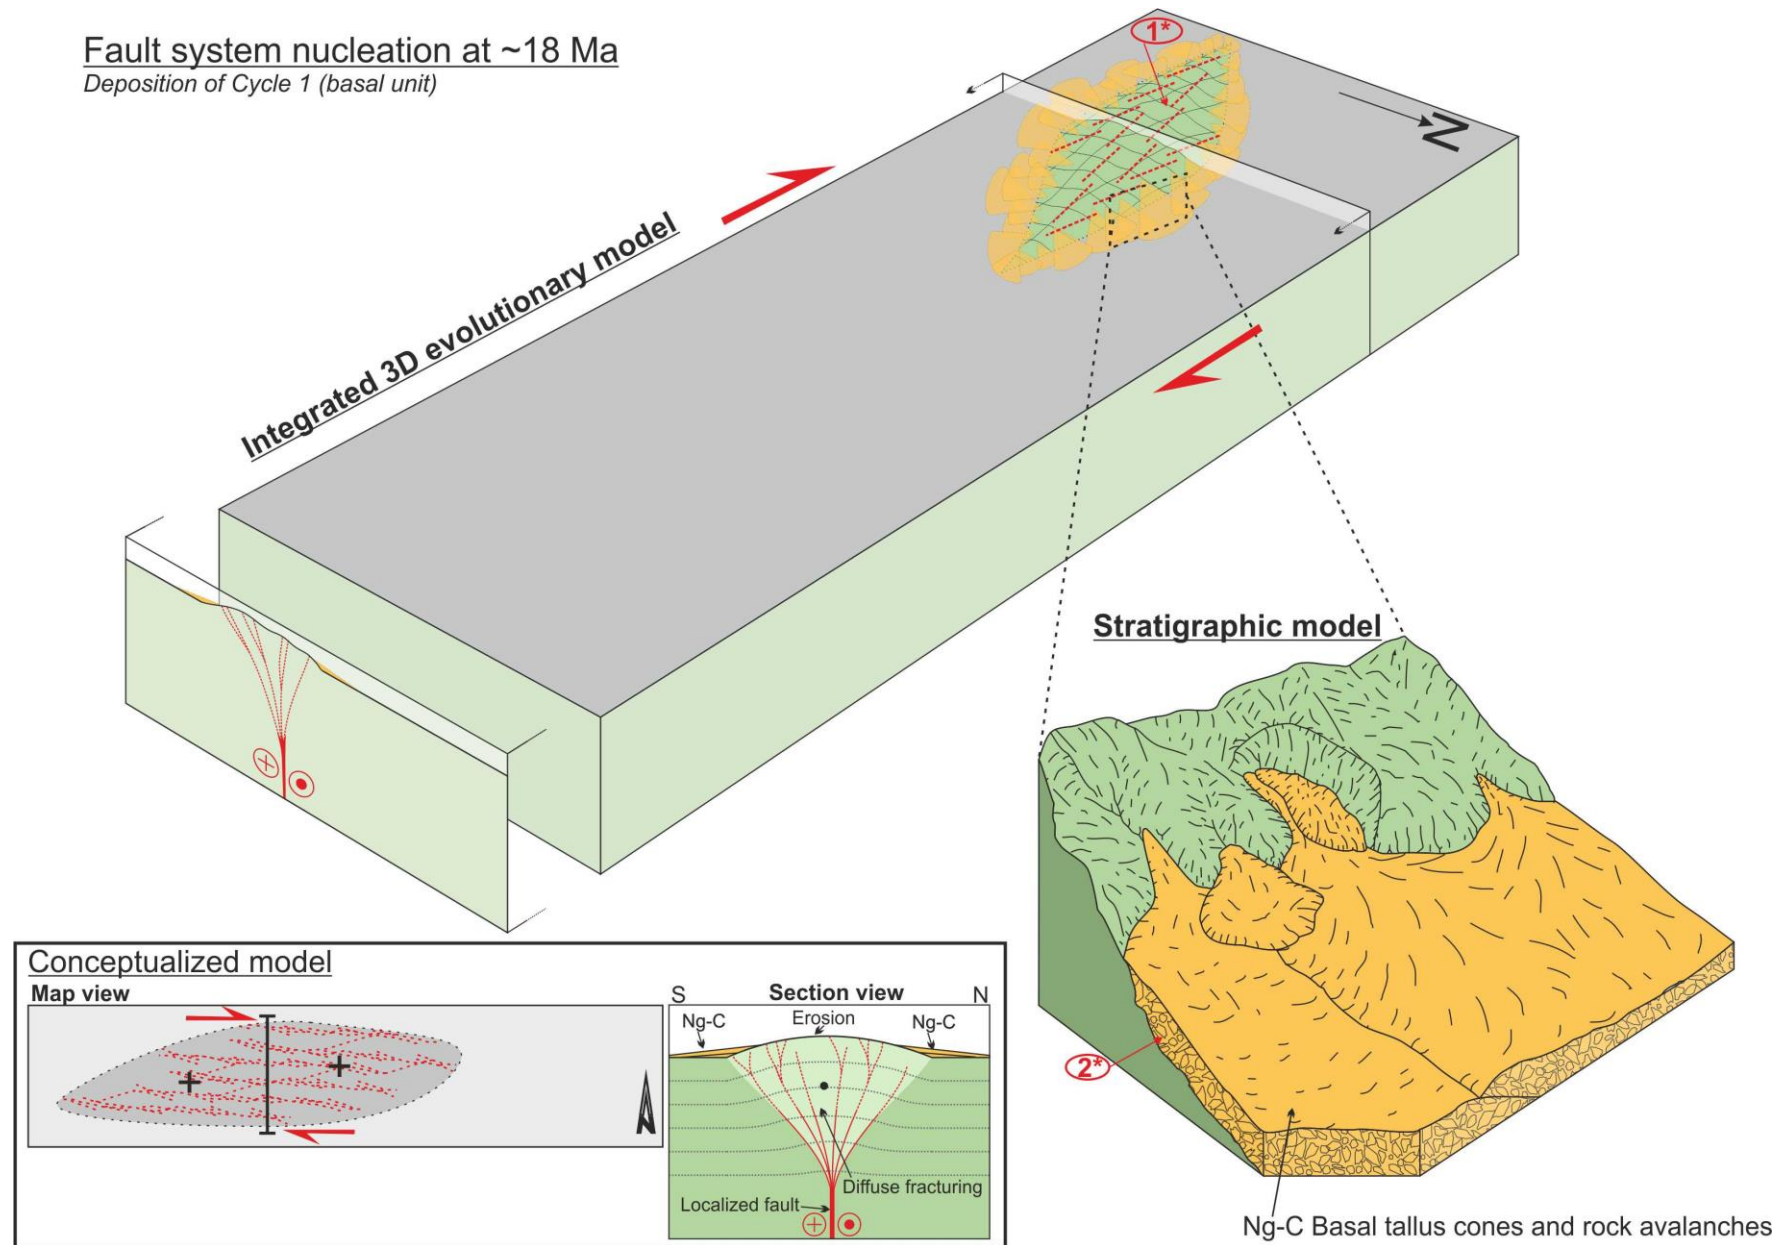 Fault system nucleation at ~18 Ma
Deposition of Cycle 1 (basal unit)
1*
N
Integrated 3D evolutionary model
Stratigraphic model
2*
Ng-C Basal tallus cones and rock avalanches
Conceptualized model
Map view
N
S
Section view
N
Ng-C
Erosion
Ng-C
Diffuse fracturing
Localized fault